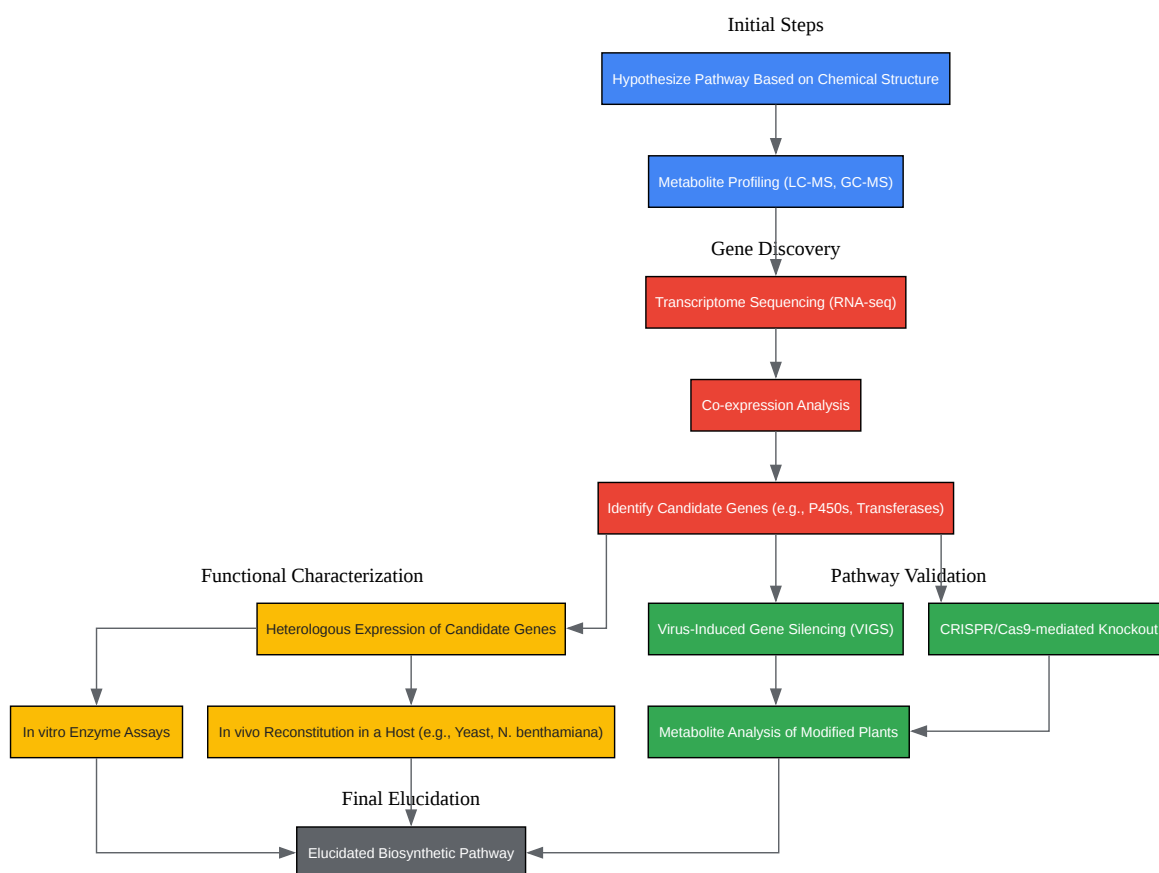 Initial Steps
Hypothesize Pathway Based on Chemical Structure
Metabolite Profiling (LC-MS, GC-MS)
Gene Discovery
Transcriptome Sequencing (RNA-seq)
Co-expression Analysis
Identify Candidate Genes (e.g., P450s, Transferases)
Functional Characterization
Pathway Validation
Heterologous Expression of Candidate Genes
Virus-Induced Gene Silencing (VIGS)
CRISPR/Cas9-mediated Knockout
In vitro Enzyme Assays
In vivo Reconstitution in a Host (e.g., Yeast, N. benthamiana)
Metabolite Analysis of Modified Plants
Final Elucidation
Elucidated Biosynthetic Pathway